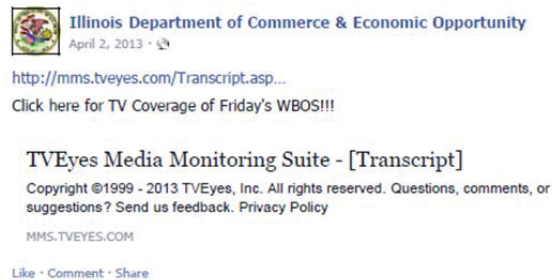 Illinois Department of Commerce & Economic Opportunity
April 2, 2013 ·
http://mms.tveyes.com/Transcript.asp...
Click here for TV Coverage of Friday's WBOS!!!
TVEyes Media Monitoring Suite - [Transcript]
Copyright ©1999 - 2013 TVEyes, Inc. All rights reserved. Questions, comments, or
suggestions? Send us feedback. Privacy Policy
MMS.TVEYES.COM
Like · Comment · Share